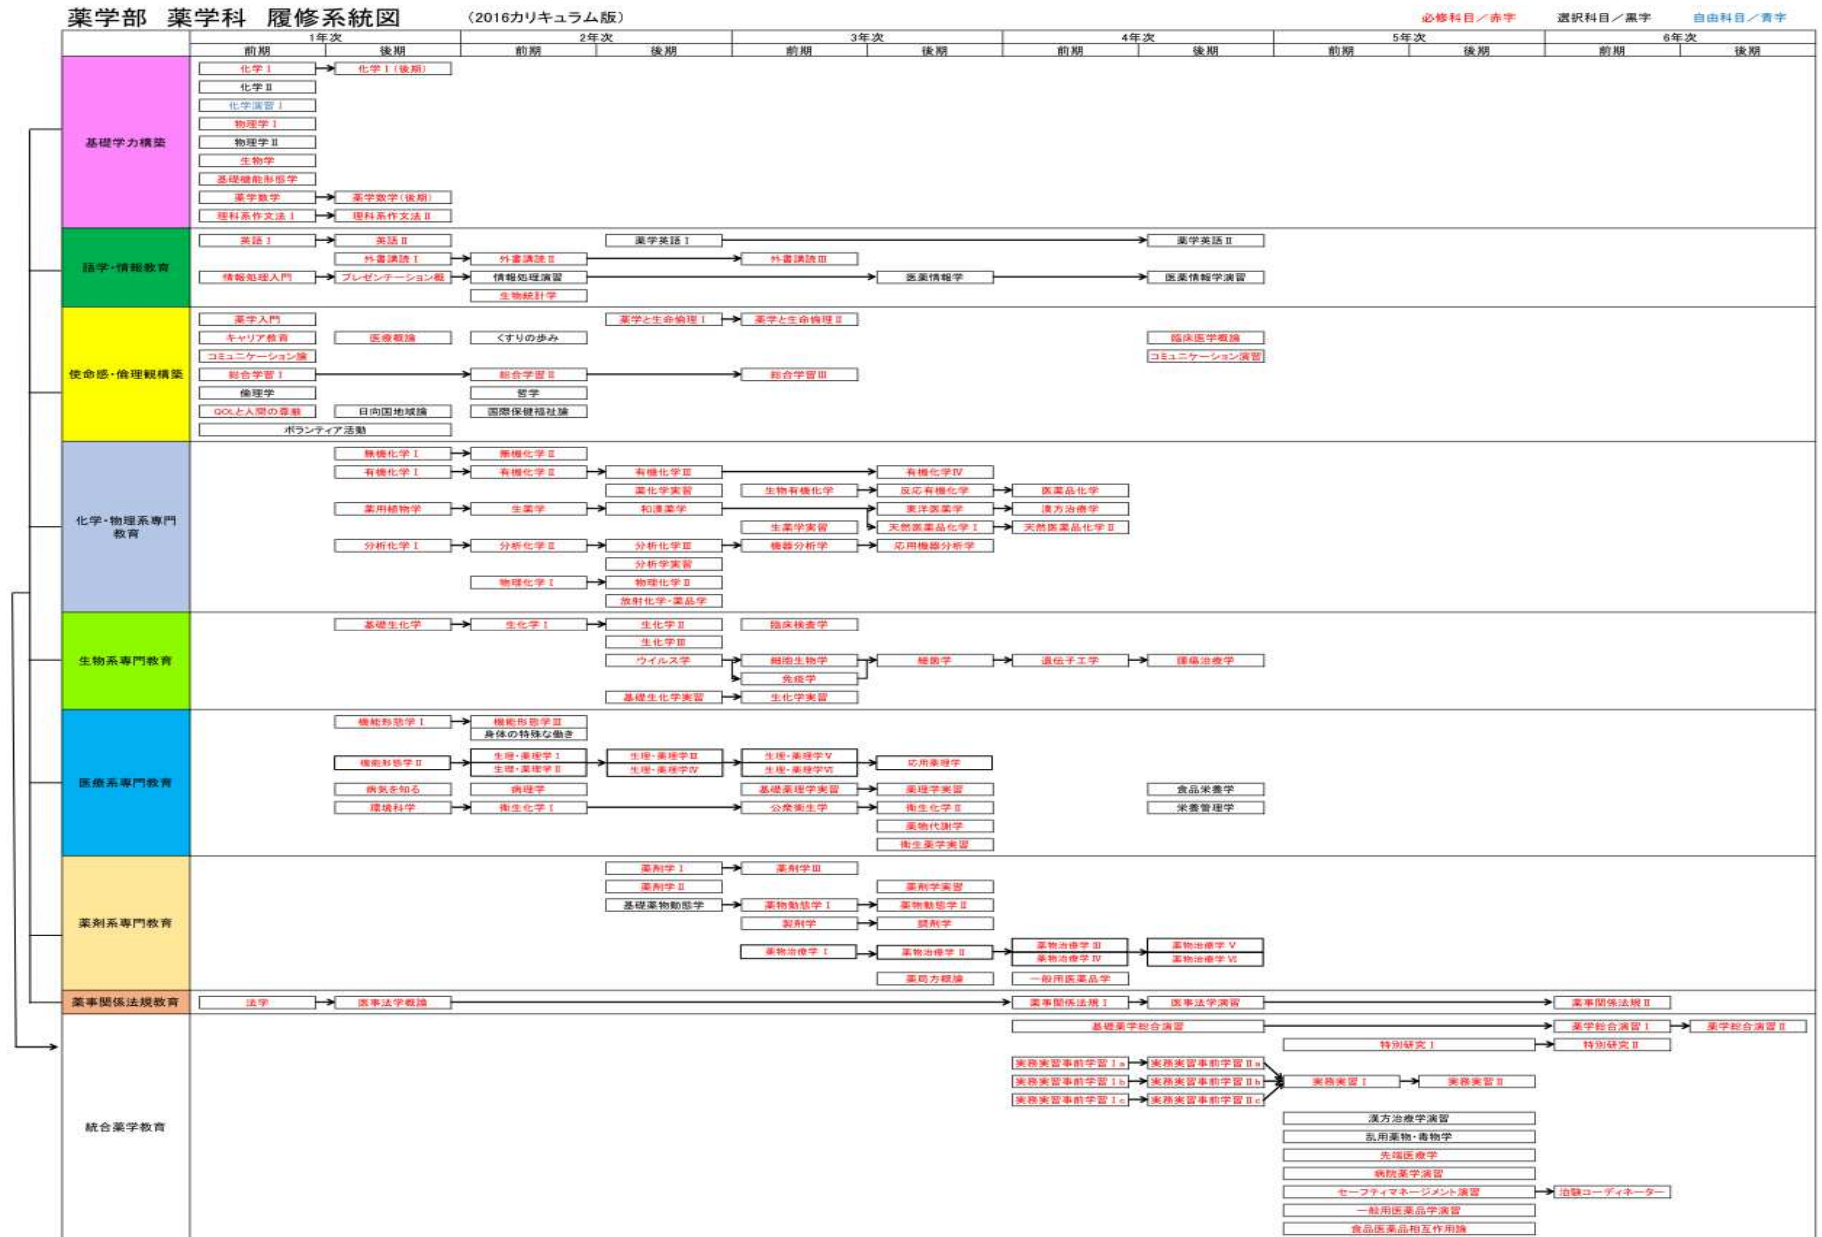 薬学部 薬学科 履修系統図 (2016カリキュラム版) 必修科目／赤字 選択科目／黒字 自由科目／青字
1年次 2年次 3年次 4年次 5年次 6年次
前期 後期 前期 後期 前期 後期 前期 後期 前期 後期 前期 後期
基礎学力構築
化学Ⅰ 化学Ⅰ(後期)
化学Ⅱ
化学演習Ⅰ
物理学Ⅰ
物理学Ⅱ
生物学
基礎機能形態学
薬学数学 薬学数学(後期)
理科系作文法Ⅰ 理科系作文法Ⅱ
語学・情報教育
英語Ⅰ 英語Ⅱ 薬学英語Ⅰ 薬学英語Ⅱ
外書講読Ⅰ 外書講読Ⅱ 外書講読Ⅲ
情報処理入門 プレゼンテーション概 情報処理演習 医薬情報学 医薬情報学演習
生物統計学
使命感・倫理観構築
薬学入門 薬学と生命倫理Ⅰ 薬学と生命倫理Ⅱ
キャリア教育 医療概論 くすりの歩み 臨床医学概論
コミュニケーション論 コミュニケーション演習
総合学習Ⅰ 総合学習Ⅱ 総合学習Ⅲ
倫理学 哲学
QOLと人間の尊厳 日向国地域論 国際保健福祉論
ボランティア活動
化学・物理系専門
教育
無機化学Ⅰ 無機化学Ⅱ
有機化学Ⅰ 有機化学Ⅱ 有機化学Ⅲ 有機化学Ⅳ
薬化学実習 生物有機化学 反応有機化学 医薬品化学
薬用植物学 生薬学 和漢薬学 東洋医薬学 漢方治療学
生薬学実習 天然医薬品化学Ⅰ 天然医薬品化学Ⅱ
分析化学Ⅰ 分析化学Ⅱ 分析化学Ⅲ 機器分析学 応用機器分析学
分析学実習
物理化学Ⅰ 物理化学Ⅱ
放射化学・薬品学
生物系専門教育
基礎生化学 生化学Ⅰ 生化学Ⅱ 臨床検査学
生化学Ⅲ
ウイルス学 細胞生物学 細菌学 遺伝子工学 腫瘍治療学
免疫学
基礎生化学実習 生化学実習
医療系専門教育
機能形態学Ⅰ 機能形態学Ⅲ
身体の特殊な働き
機能形態学Ⅱ 生理・薬理学Ⅰ 生理・薬理学Ⅲ 生理・薬理学Ⅴ 応用薬理学
生理・薬理学Ⅱ 生理・薬理学Ⅳ 生理・薬理学Ⅵ
病気を知る 病理学 基礎薬理学実習 薬理学実習 食品栄養学
環境科学 衛生化学Ⅰ 公衆衛生学 衛生化学Ⅱ 栄養管理学
薬物代謝学
衛生薬学実習
薬剤系専門教育
薬剤学Ⅰ 薬剤学Ⅲ
薬剤学Ⅱ 薬剤学実習
基礎薬物動態学 薬物動態学Ⅰ 薬物動態学Ⅱ
製剤学 調剤学
薬物治療学Ⅰ 薬物治療学Ⅱ 薬物治療学Ⅲ 薬物治療学Ⅴ
薬物治療学Ⅳ 薬物治療学Ⅵ
薬局方概論 一般用医薬品学
薬事関係法規教育 法学 医事法学概論 薬事関係法規Ⅰ 医事法学演習 薬事関係法規Ⅱ
統合薬学教育
基礎薬学総合演習 薬学総合演習Ⅰ 薬学総合演習Ⅱ
特別研究Ⅰ 特別研究Ⅱ
実務実習事前学習Ⅰa 実務実習事前学習Ⅱa
実務実習事前学習Ⅰb 実務実習事前学習Ⅱb 実務実習Ⅰ 実務実習Ⅱ
実務実習事前学習Ⅰc 実務実習事前学習Ⅱc
漢方治療学演習
乱用薬物・毒物学
先端医療学
病院薬学演習
セーフティマネージメント演習 治験コーディネーター
一般用医薬品学演習
食品医薬品相互作用論